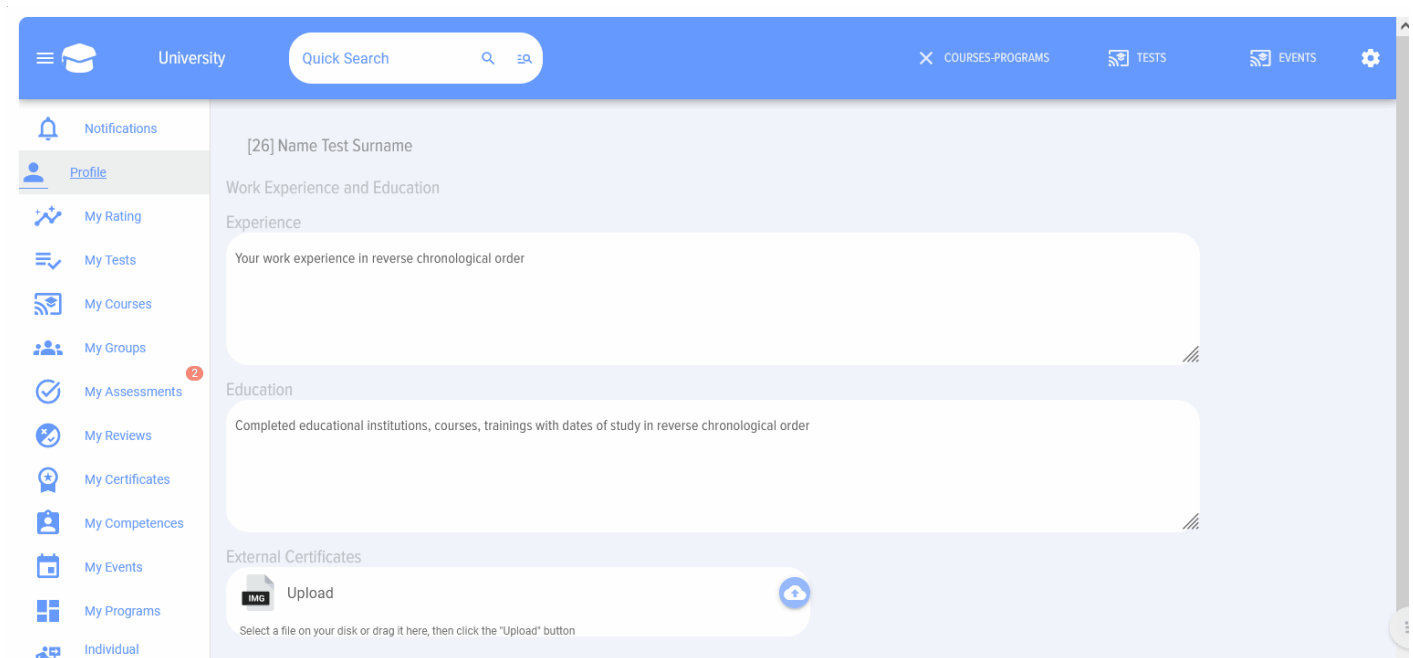 University
Quick Search
COURSES-PROGRAMS
TESTS
EVENTS
Notifications
Profile
My Rating
My Tests
My Courses
My Groups
2
My Assessments
My Reviews
My Certificates
My Competences
My Events
My Programs
Individual
[26] Name Test Surname
Work Experience and Education
Experience
Your work experience in reverse chronological order
Education
Completed educational institutions, courses, trainings with dates of study in reverse chronological order
External Certificates
IMG
Upload
Select a file on your disk or drag it here, then click the "Upload" button